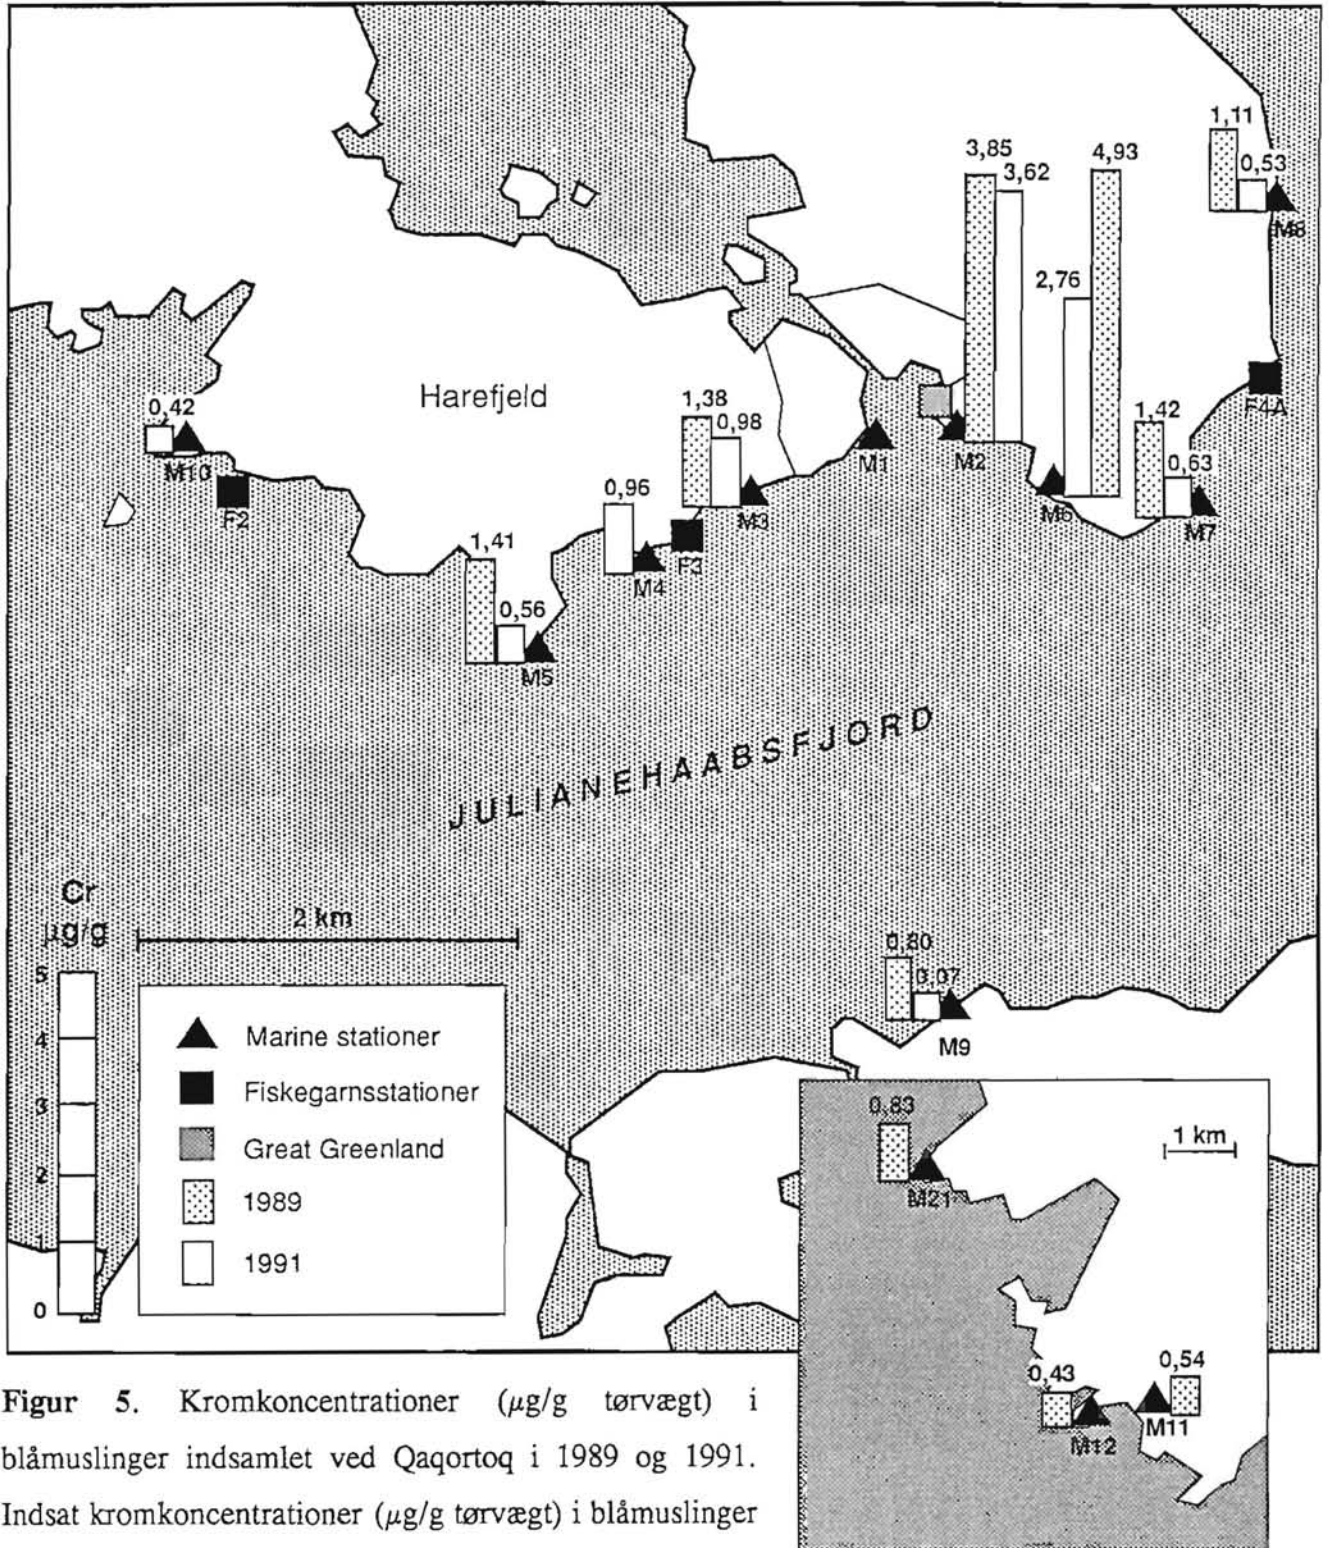 1,11
0,53
M8
3,85
3,62
4,93
2,76
Harefjeld
0,42
M10
F2
1,38
0,98
M3
M1
M2
M6
1,42
0,63
M7
F4A
0,96
M4
F3
1,41
0,56
M5
JULIANEHAABSFJORD
Cr
µg/g
2 km
5
4
3
2
1
0
0,80
0,07
M9
Marine stationer
Fiskegarnsstationer
Great Greenland
1989
1991
0,83
M21
1 km
0,43
M12
0,54
M11
Figur 5. Kromkoncentrationer (µg/g tørvægt) i
blåmuslinger indsamlet ved Qaqortoq i 1989 og 1991.
Indsat kromkoncentrationer (µg/g tørvægt) i blåmuslinger